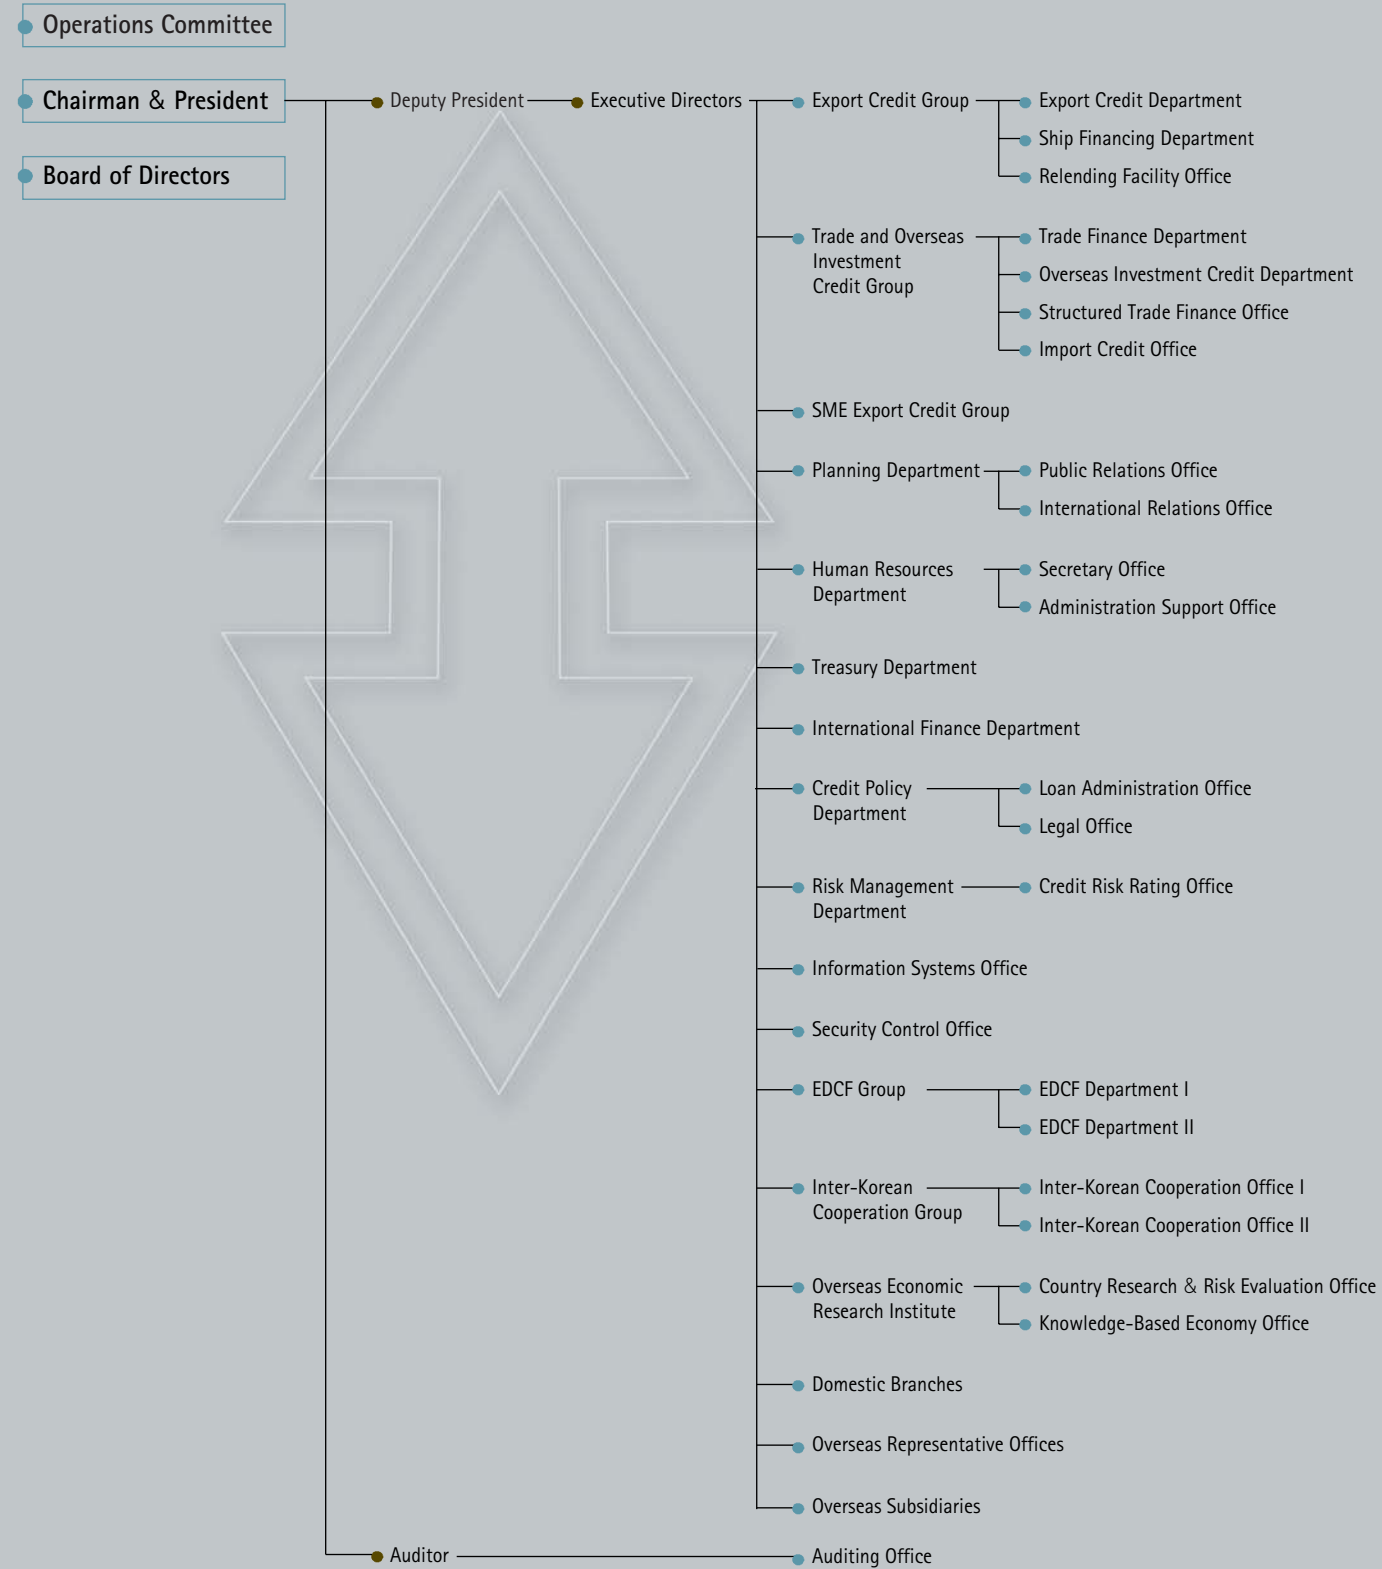 Operations Committee
Chairman & President
Board of Directors
Deputy President
Executive Directors
Export Credit Group
Export Credit Department
Ship Financing Department
Relending Facility Office
Trade and Overseas
Investment
Credit Group
Trade Finance Department
Overseas Investment Credit Department
Structured Trade Finance Office
Import Credit Office
SME Export Credit Group
Planning Department
Public Relations Office
International Relations Office
Human Resources
Department
Secretary Office
Administration Support Office
Treasury Department
International Finance Department
Credit Policy
Department
Loan Administration Office
Legal Office
Risk Management
Department
Credit Risk Rating Office
Information Systems Office
Security Control Office
EDCF Group
EDCF Department I
EDCF Department II
Inter-Korean
Cooperation Group
Inter-Korean Cooperation Office I
Inter-Korean Cooperation Office II
Overseas Economic
Research Institute
Country Research & Risk Evaluation Office
Knowledge-Based Economy Office
Domestic Branches
Overseas Representative Offices
Overseas Subsidiaries
Auditor
Auditing Office